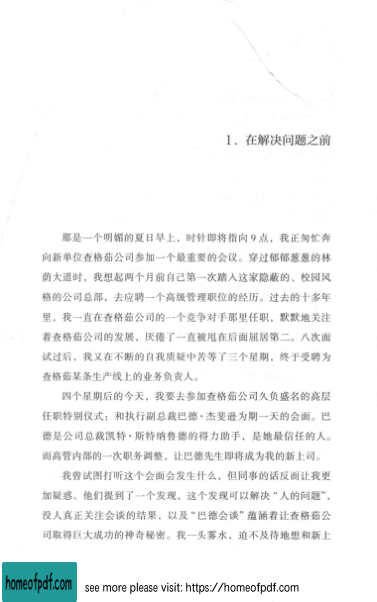 1. 在解决问题之前
那是一个明媚的夏日早上，时针即将指向 9 点，我正匆忙奔
向新单位查格茹公司参加一个最重要的会议。穿过郁郁葱葱的林
荫大道时，我想起两个月前自己第一次踏入这家隐蔽的、校园风
格的公司总部，去应聘一个高级管理职位的经历。过去的十多年
里，我一直在查格茹公司的一个竞争对手那里任职，默默地关注
着查格茹公司的发展，厌倦了一直被甩在后面屈居第二。八次面
试过后，我又在不断的自我质疑中苦等了三个星期，终于受聘为
查格茹某条生产线上的业务负责人。
四个星期后的今天，我要去参加查格茹公司久负盛名的高层
任职特别仪式：和执行副总裁巴德·杰斐逊为期一天的会面。巴
德是公司总裁凯特·斯特纳鲁德的得力助手，是她最信任的人。
而高管内部的一次职务调整，让巴德先生即将成为我的新上司。
我曾试图打听这个会面会发生什么，但同事的话反而让我更
加疑惑。他们提到了一个发现，这个发现可以解决“人的问题”，
没人真正关注会谈的结果，以及“巴德会谈”蕴涵着让查格茹公
司取得巨大成功的神奇秘密。我一头雾水，迫不及待地想和新上
homeofpdf.com
see more please visit: https://homeofpdf.com